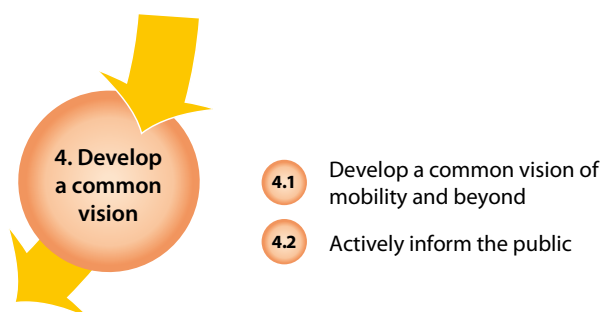 4. Develop
a common
vision
4.1 Develop a common vision of
mobility and beyond
4.2 Actively inform the public